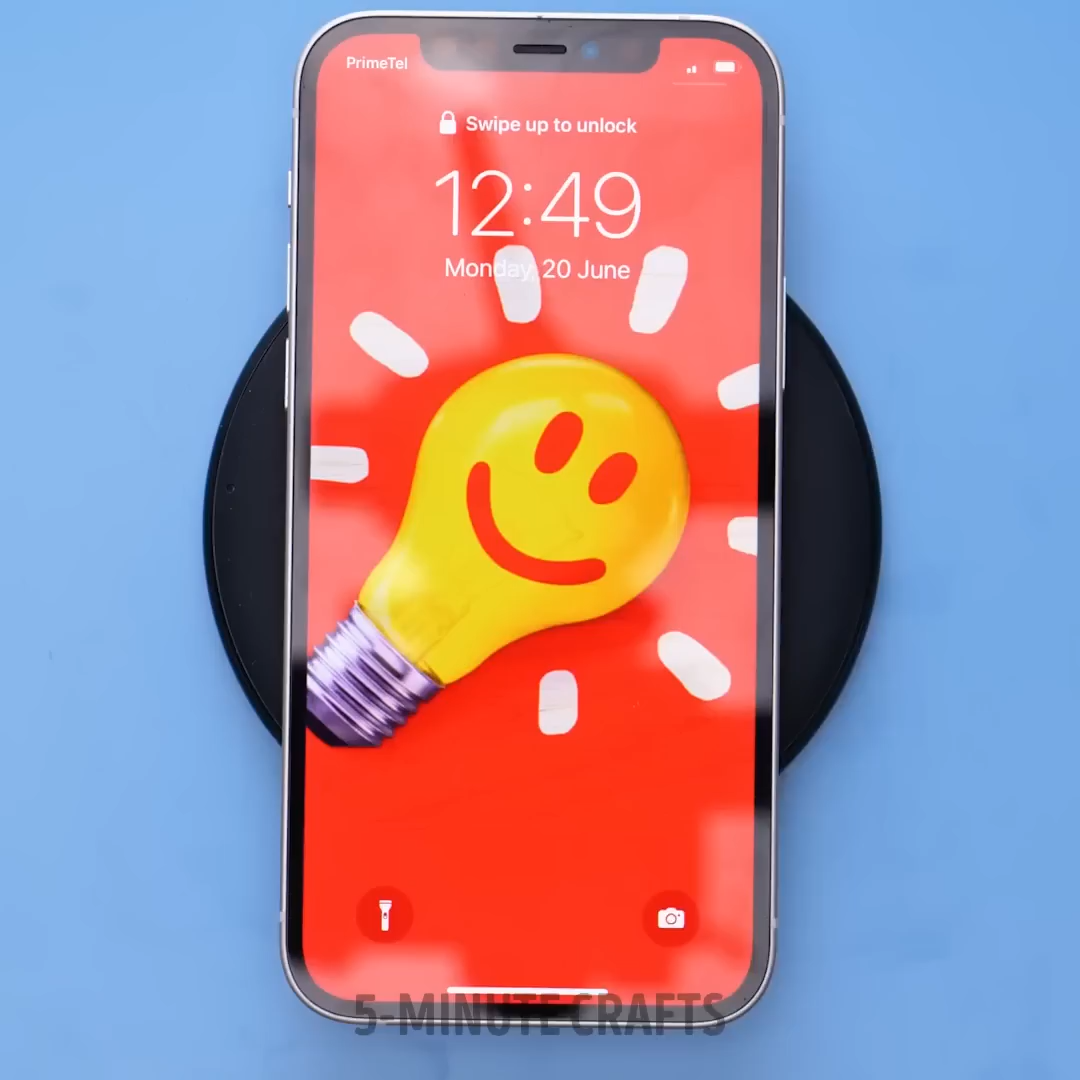 PrimeTel
Swipe up to unlock
12:49
Monday, 20 June
5-MINUTE CRAFTS